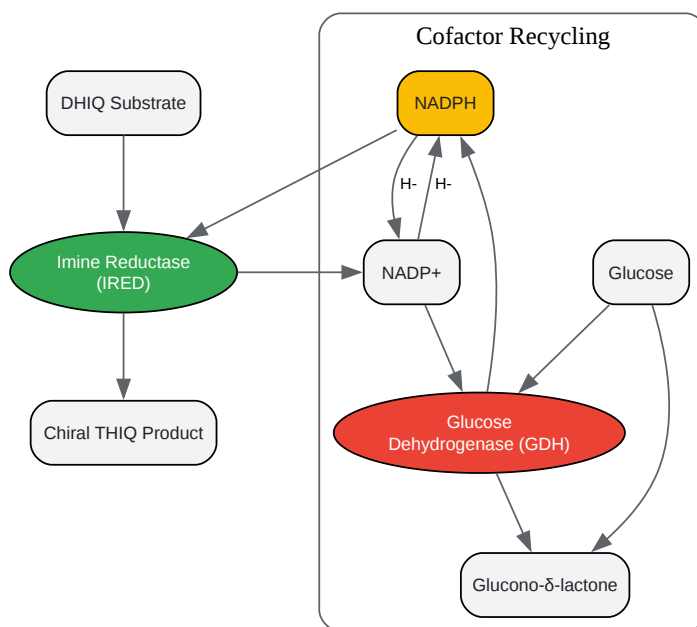 Cofactor Recycling
DHIQ Substrate
NADPH
H-
H-
Imine Reductase
(IRED)
NADP+
Glucose
Chiral THIQ Product
Glucose
Dehydrogenase (GDH)
Glucono-δ-lactone